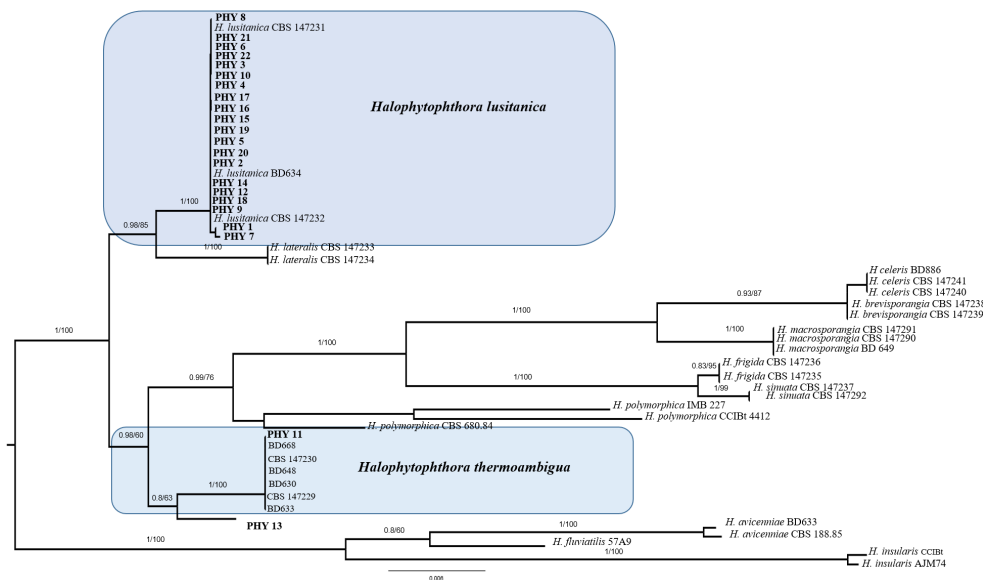 PHY 8
H. lusitanica CBS 147231
PHY 21
PHY 6
PHY 22
PHY 3
PHY 10
PHY 4
PHY 17
PHY 16
PHY 15
PHY 19
PHY 5
PHY 20
PHY 2
H. lusitanica BD634
PHY 14
PHY 12
PHY 18
PHY 9
H. lusitanica CBS 147232
PHY 1
PHY 7
Halophytophthora lusitanica
1/100
0.98/85
H. lateralis CBS 147233
1/100
H. lateralis CBS 147234
H celeris BD886
H. celeris CBS 147241
H. celeris CBS 147240
0.93/87
H. brevisporangia CBS 147238
H. brevisporangia CBS 147239
1/100
H. macrosporangia CBS 147291
1/100
H. macrosporangia CBS 147290
H. macrosporangia BD 649
1/100
1/100
H. frigida CBS 147236
0.83/95
H. frigida CBS 147235
1/100
1/99
H. sinuata CBS 147237
H. sinuata CBS 147292
0.99/76
H. polymorphica IMB 227
H. polymorphica CCIBt 4412
H. polymorphica CBS 680.84
0.98/60
PHY 11
BD668
CBS 147230
BD648
BD630
CBS 147229
BD633
Halophytophthora thermoambigua
1/100
0.8/63
PHY 13
1/100
H. avicenniae BD633
H. avicenniae CBS 188.85
0.8/60
H. fluviatilis 57A9
1/100
1/100
H. insularis CCIBt
H. insularis AJM74
0.006